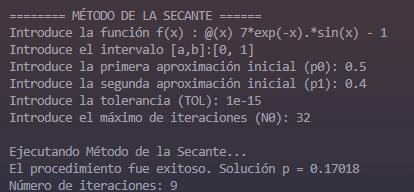 ======== MÉTODO DE LA SECANTE ======
Introduce la función f(x) : @(x) 7*exp(-x).*sin(x) - 1
Introduce el intervalo [a,b]:[0, 1]
Introduce la primera aproximación inicial (p0): 0.5
Introduce la segunda aproximación inicial (p1): 0.4
Introduce la tolerancia (TOL): 1e-15
Introduce el máximo de iteraciones (N0): 32
Ejecutando Método de la Secante...
El procedimiento fue exitoso. Solución p = 0.17018
Número de iteraciones: 9